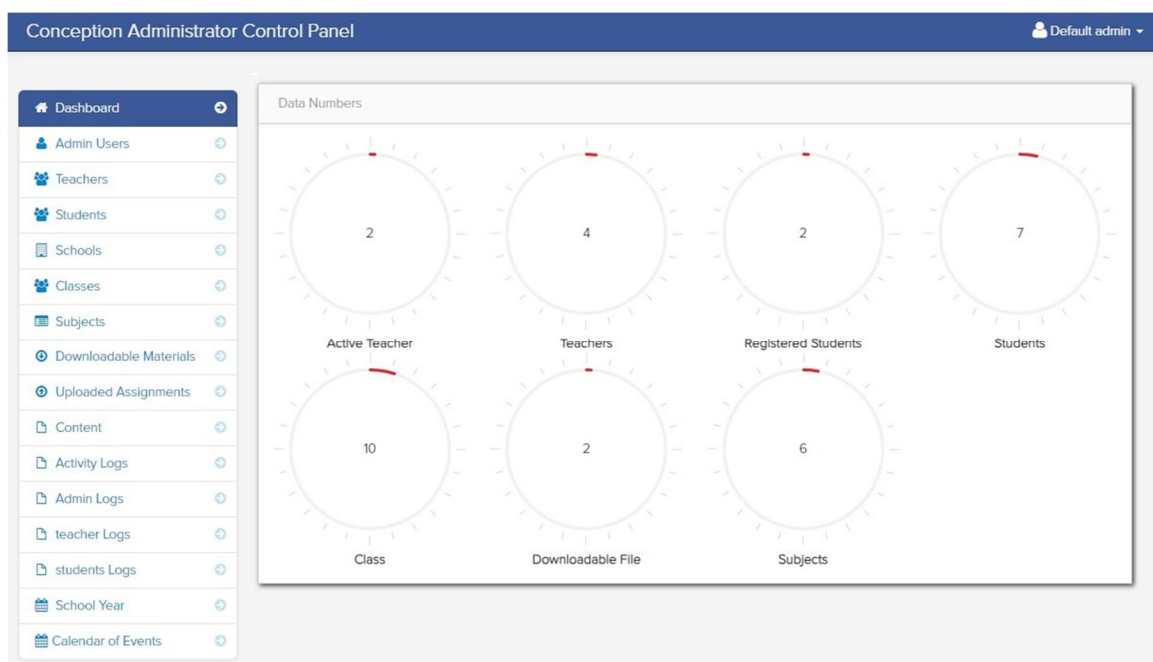 Conception Administrator Control Panel
Default admin
Dashboard
Admin Users
Teachers
Students
Schools
Classes
Subjects
Downloadable Materials
Uploaded Assignments
Content
Activity Logs
Admin Logs
teacher Logs
students Logs
School Year
Calendar of Events
Data Numbers
2 4 2 7
Active Teacher Teachers Registered Students Students
10 2 6
Class Downloadable File Subjects